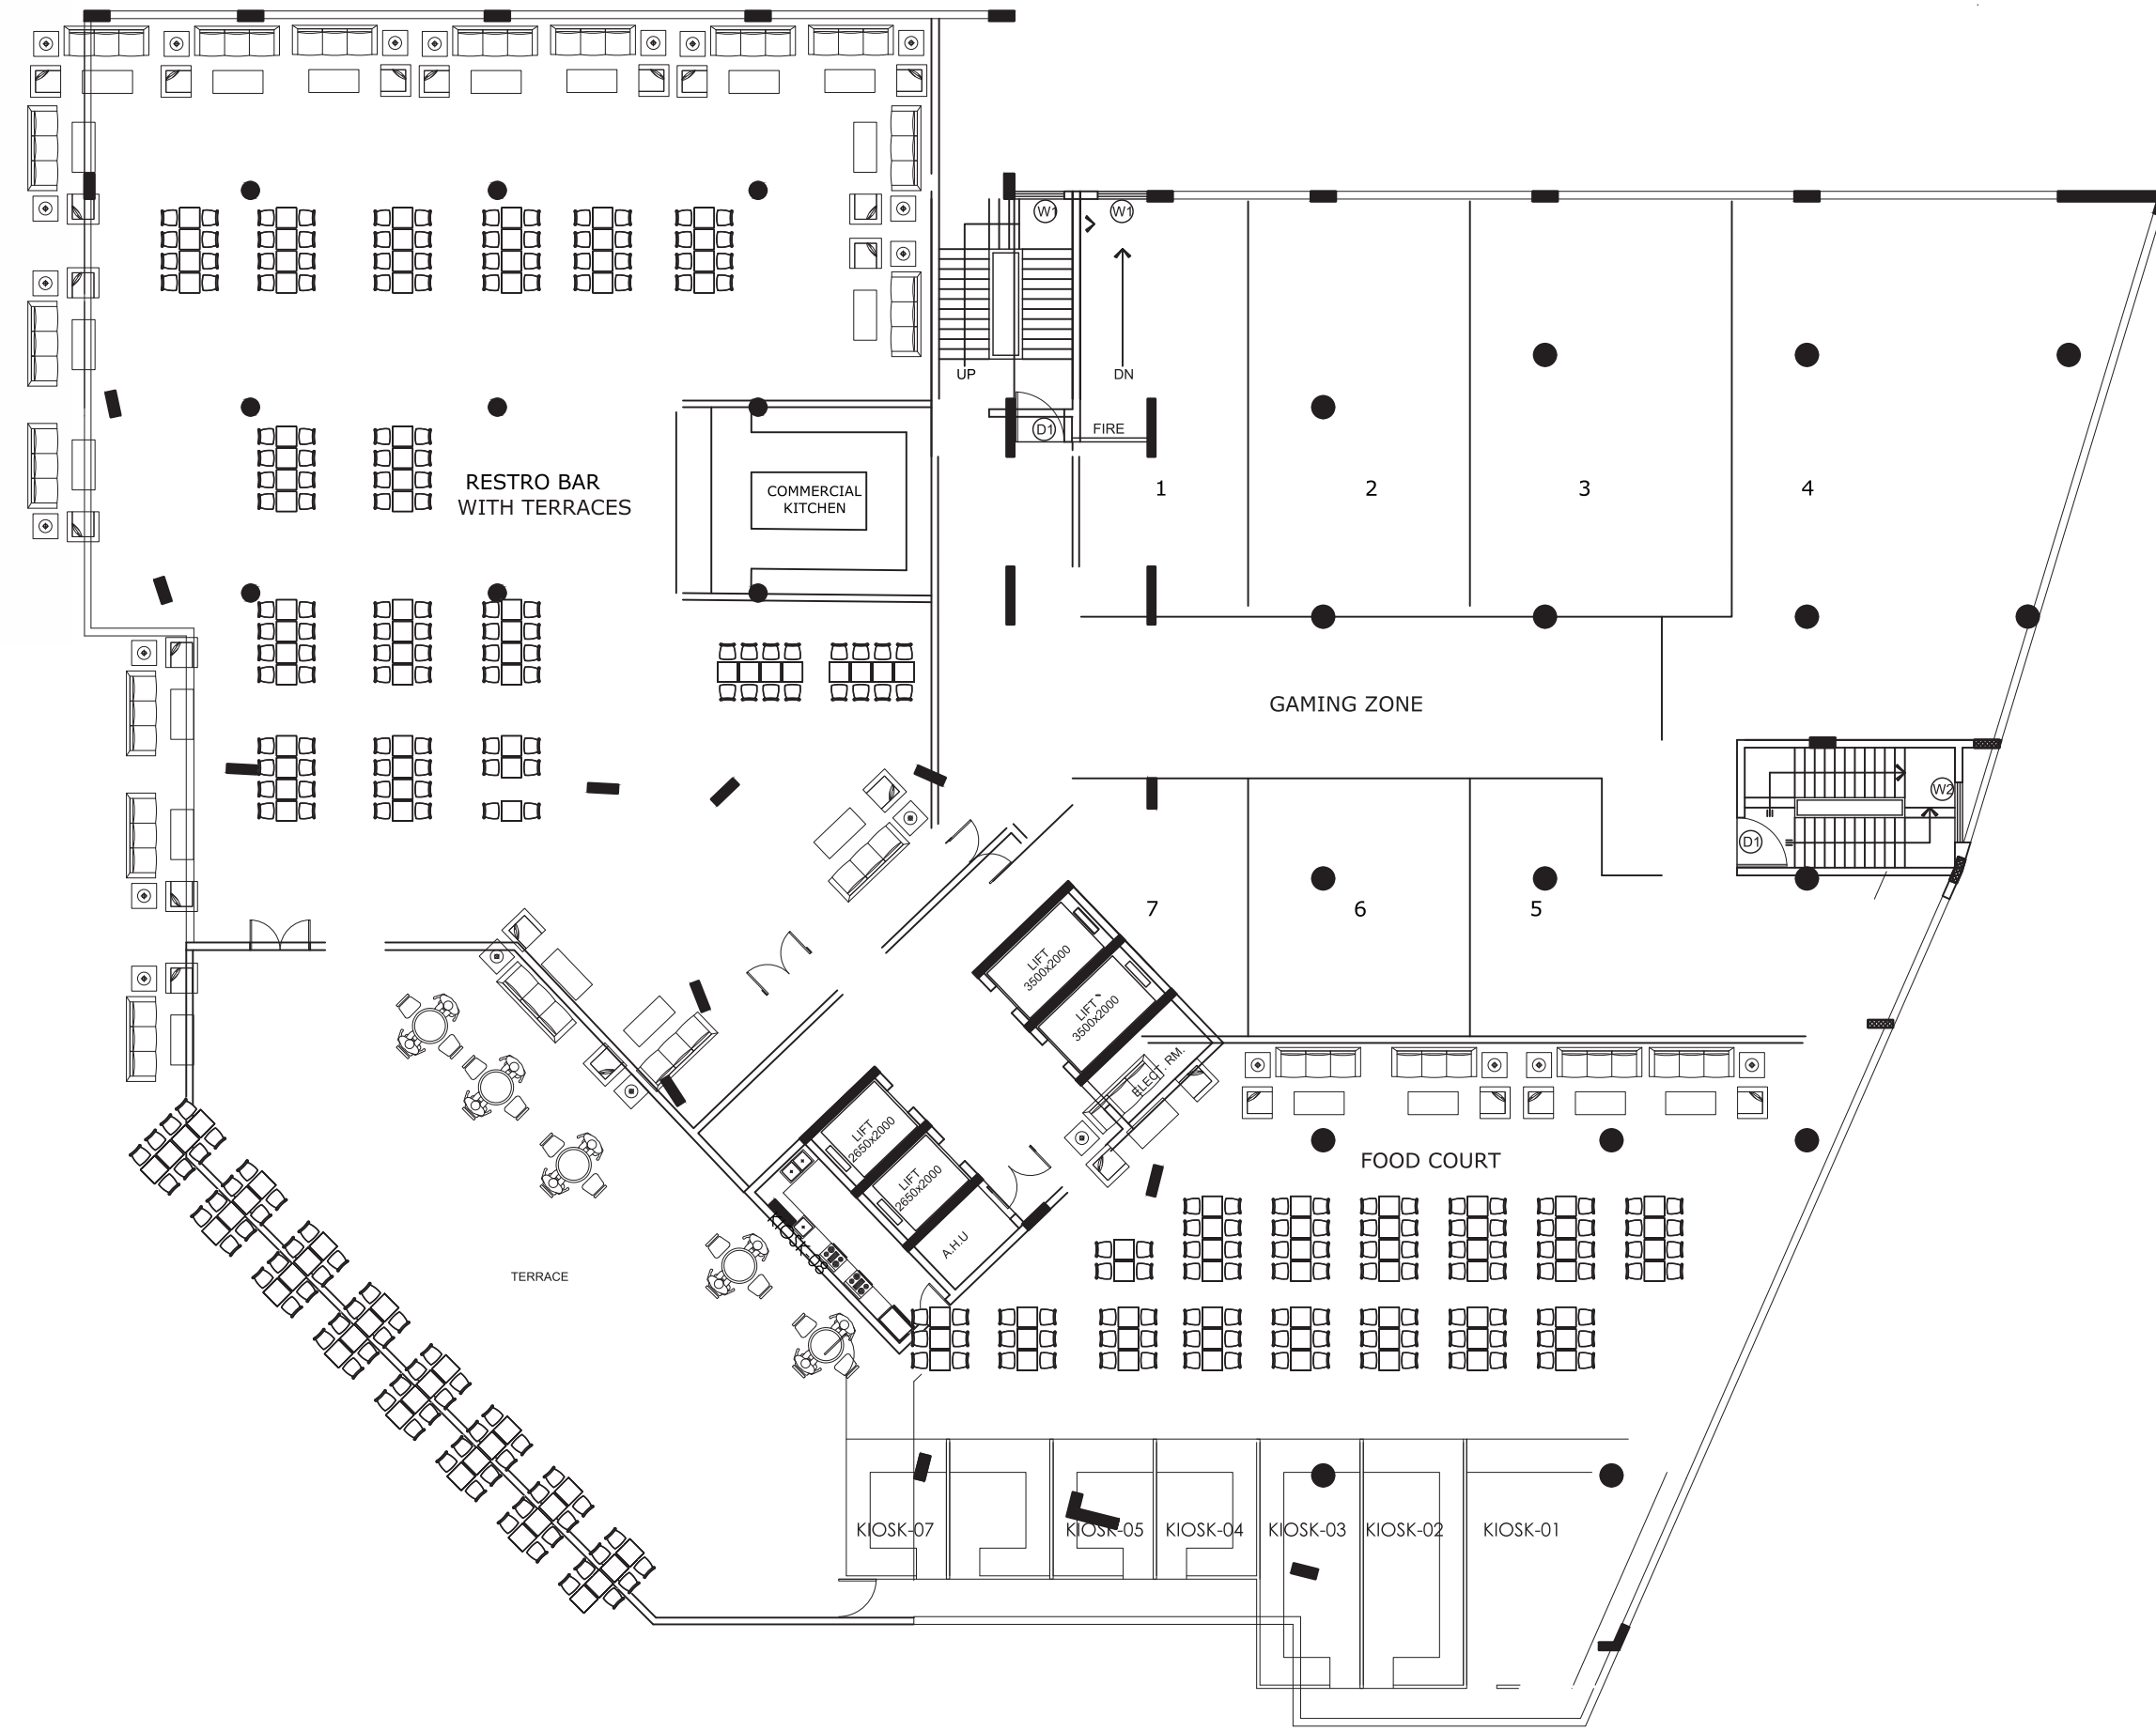 W1
W1
UP
DN
D1
FIRE
1
2
3
4
RESTRO BAR
WITH TERRACES
COMMERCIAL
KITCHEN
GAMING ZONE
W2
D1
7
6
5
LIFT
3500x2000
LIFT
3500x2000
ELECT. RM.
LIFT
2650x2000
LIFT
2650x2000
A.H.U
KIOSK-08
FOOD COURT
TERRACE
KIOSK-07
KIOSK-05
KIOSK-04
KIOSK-03
KIOSK-02
KIOSK-01